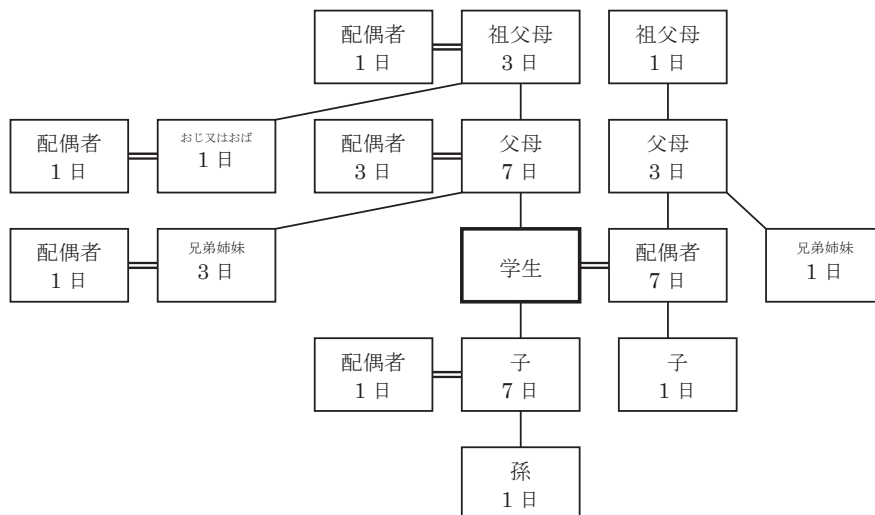 配偶者
1 日
祖父母
3 日
祖父母
1 日
配偶者
1 日
おじ又はおば
1 日
配偶者
3 日
父母
7 日
父母
3 日
配偶者
1 日
兄弟姉妹
3 日
学生
配偶者
7 日
兄弟姉妹
1 日
配偶者
1 日
子
7 日
子
1 日
孫
1 日